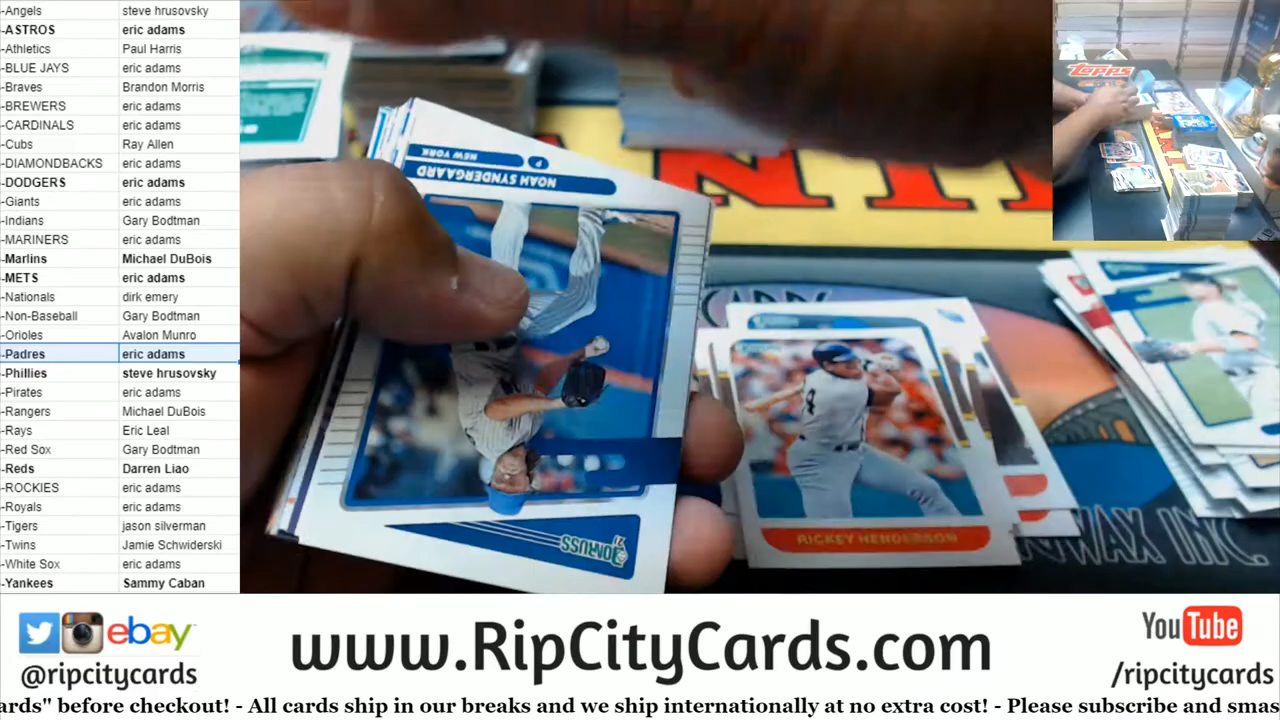 -Angels steve hrusovsky
-ASTROS eric adams
-Athletics Paul Harris
-BLUE JAYS eric adams
-Braves Brandon Morris
-BREWERS eric adams
-CARDINALS eric adams
-Cubs Ray Allen
-DIAMONDBACKS eric adams
-DODGERS eric adams
-Giants eric adams
-Indians Gary Bodtman
-MARINERS eric adams
-Marlins Michael DuBois
-METS eric adams
-Nationals dirk emery
-Non-Baseball Gary Bodtman
-Orioles Avalon Munro
-Padres eric adams
-Phillies steve hrusovsky
-Pirates eric adams
-Rangers Michael DuBois
-Rays Eric Leal
-Red Sox Gary Bodtman
-Reds Darren Liao
-ROCKIES eric adams
-Royals eric adams
-Tigers jason silverman
-Twins Jamie Schwiderski
-White Sox eric adams
-Yankees Sammy Caban
Topps
NEW YORK P
NOAH SYNDERGAARD
DONRUSS
RICKEY HENDERSON
WAX INC.
ebay
@ripcitycards
www.RipCityCards.com
YouTube
/ripcitycards
ards" before checkout! - All cards ship in our breaks and we ship internationally at no extra cost! - Please subscribe and smas